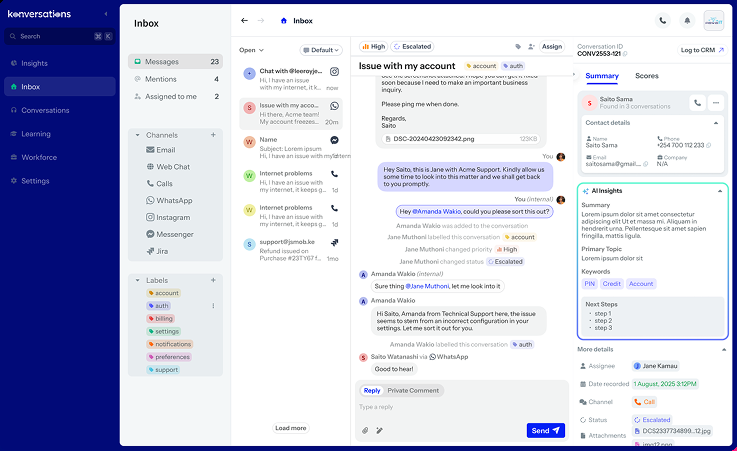 konversations
Search
⌘ K
Insights
Inbox
Conversations
Learning
Workforce
Settings
Inbox
Messages 23
Mentions 4
Assigned to me 2
Channels +
Email
Web Chat
Calls
WhatsApp
Instagram
Messenger
Jira
Labels +
account
auth
billing
settings
notifications
preferences
support
Inbox
Open
Default
Chat with @leeroyje...
Hi, I have an issue
with my internet, it k
now
S
Issue with my acco...
Hi there, Acme team!
My account freezes
20m
N
Name
Subject: Lorem ipsum
Hi, I have an issue with my
Internet problems
Hi, I have an issue
with my internet, it keeps g
1d
Internet problems
Hi, I have an issue
with my internet, it keeps g
1d
support@jsmob.ke
Refund issued on
Purchase #23TY67 f
1mo
Load more
High
Escalated
Assign
Issue with my account
account
auth
soon because I need to make an important business
inquiry.
Please ping me when done.
Regards,
Saito
DSC-20240423092342.png 123KB
You
Hey Saito, this is Jane with Acme Support. Kindly allow us
some time to look into this matter and we shall get back
to you promptly.
You (internal)
Hey @Amanda Wakio, could you please sort this out?
Amanda Wakio was added to the conversation
Jane Muthoni labelled this conversation account
Jane Muthoni changed priority High
Jane Muthoni changed status Escalated
A
Amanda Wakio (internal)
Sure thing @Jane Muthoni, let me look into it
A
Amanda Wakio
Hi Saito, Amanda from Technical Support here, the issue
seems to stem from an incorrect configuration in your
settings. Let me sort it out for you.
Amanda Wakio labelled this conversation auth
S
Saito Watanashi via WhatsApp
Good to hear!
Reply
Private Comment
Type a reply
Send
Conversation ID
CONV2553-121
Log to CRM
Summary
Scores
S
Saito Sama
Found in 3 conversations
Contact details
Name
Saito Sama
Phone
+254 700 112 233
Email
saitosama@gmail....
Company
N/A
AI Insights
Summary
Lorem ipsum dolor sit amet consectetur
adipiscing elit Ut et massa mi. Aliquam in
hendrerit urna. Pellentesque sit amet sapien
fringilla, mattis ligula.
Primary Topic
Lorem ipsum dolor sit
Keywords
PIN
Credit
Account
Next Steps
• step 1
• step 2
• step 3
More details
Assignee
Jane Kamau
Date recorded
1 August, 2025 3:12PM
Channel
Call
Status
Escalated
Attachments
DCS2337734899...12.jpg